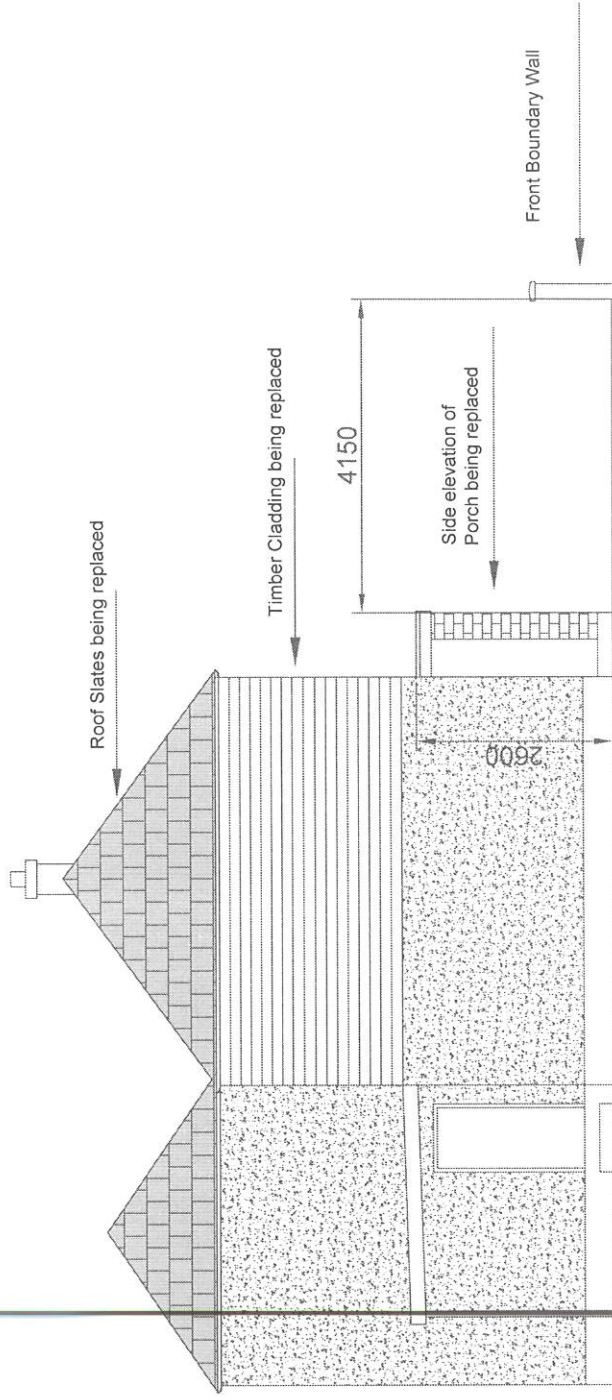 Roof Slates being replaced
Timber Cladding being replaced
4150
Side elevation of
Porch being replaced
Front Boundary Wall
2600